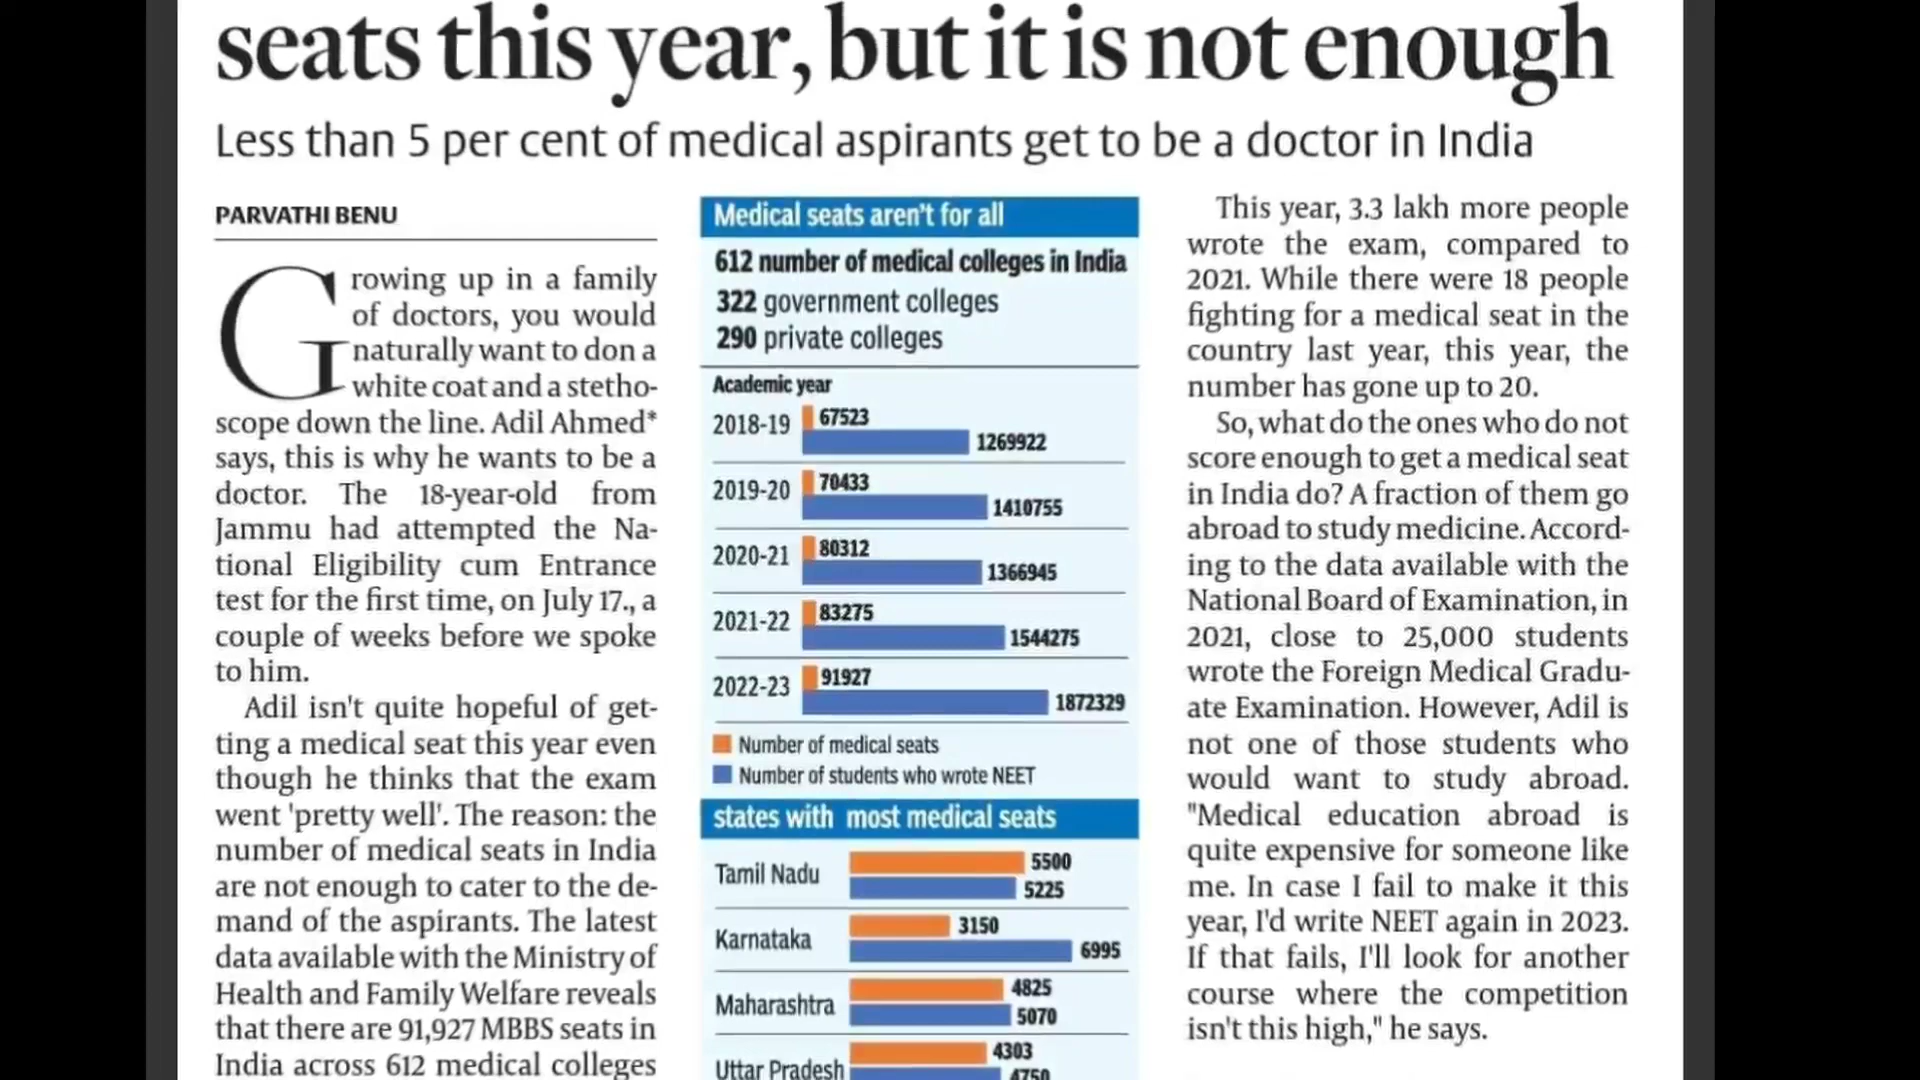 seats this year, but it is not enough
Less than 5 per cent of medical aspirants get to be a doctor in India
PARVATHI BENU
Growing up in a family
of doctors, you would
naturally want to don a
white coat and a stetho-
scope down the line. Adil Ahmed*
says, this is why he wants to be a
doctor. The 18-year-old from
Jammu had attempted the Na-
tional Eligibility cum Entrance
test for the first time, on July 17., a
couple of weeks before we spoke
to him.
Adil isn't quite hopeful of get-
ting a medical seat this year even
though he thinks that the exam
went 'pretty well'. The reason: the
number of medical seats in India
are not enough to cater to the de-
mand of the aspirants. The latest
data available with the Ministry of
Health and Family Welfare reveals
that there are 91,927 MBBS seats in
India across 612 medical colleges
Medical seats aren't for all
612 number of medical colleges in India
322 government colleges
290 private colleges
Academic year
2018-19
67523
1269922
2019-20
70433
1410755
2020-21
80312
1366945
2021-22
83275
1544275
2022-23
91927
1872329
Number of medical seats
Number of students who wrote NEET
states with most medical seats
Tamil Nadu
5500
5225
Karnataka
3150
6995
Maharashtra
4825
5070
Uttar Pradesh
4303
4750
This year, 3.3 lakh more people
wrote the exam, compared to
2021. While there were 18 people
fighting for a medical seat in the
country last year, this year, the
number has gone up to 20.
So, what do the ones who do not
score enough to get a medical seat
in India do? A fraction of them go
abroad to study medicine. Accord-
ing to the data available with the
National Board of Examination, in
2021, close to 25,000 students
wrote the Foreign Medical Gradu-
ate Examination. However, Adil is
not one of those students who
would want to study abroad.
"Medical education abroad is
quite expensive for someone like
me. In case I fail to make it this
year, I'd write NEET again in 2023.
If that fails, I'll look for another
course where the competition
isn't this high," he says.